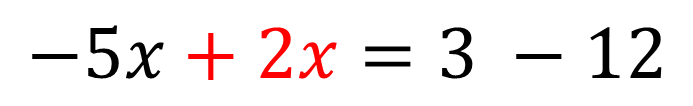 −5x + 2x = 3 − 12